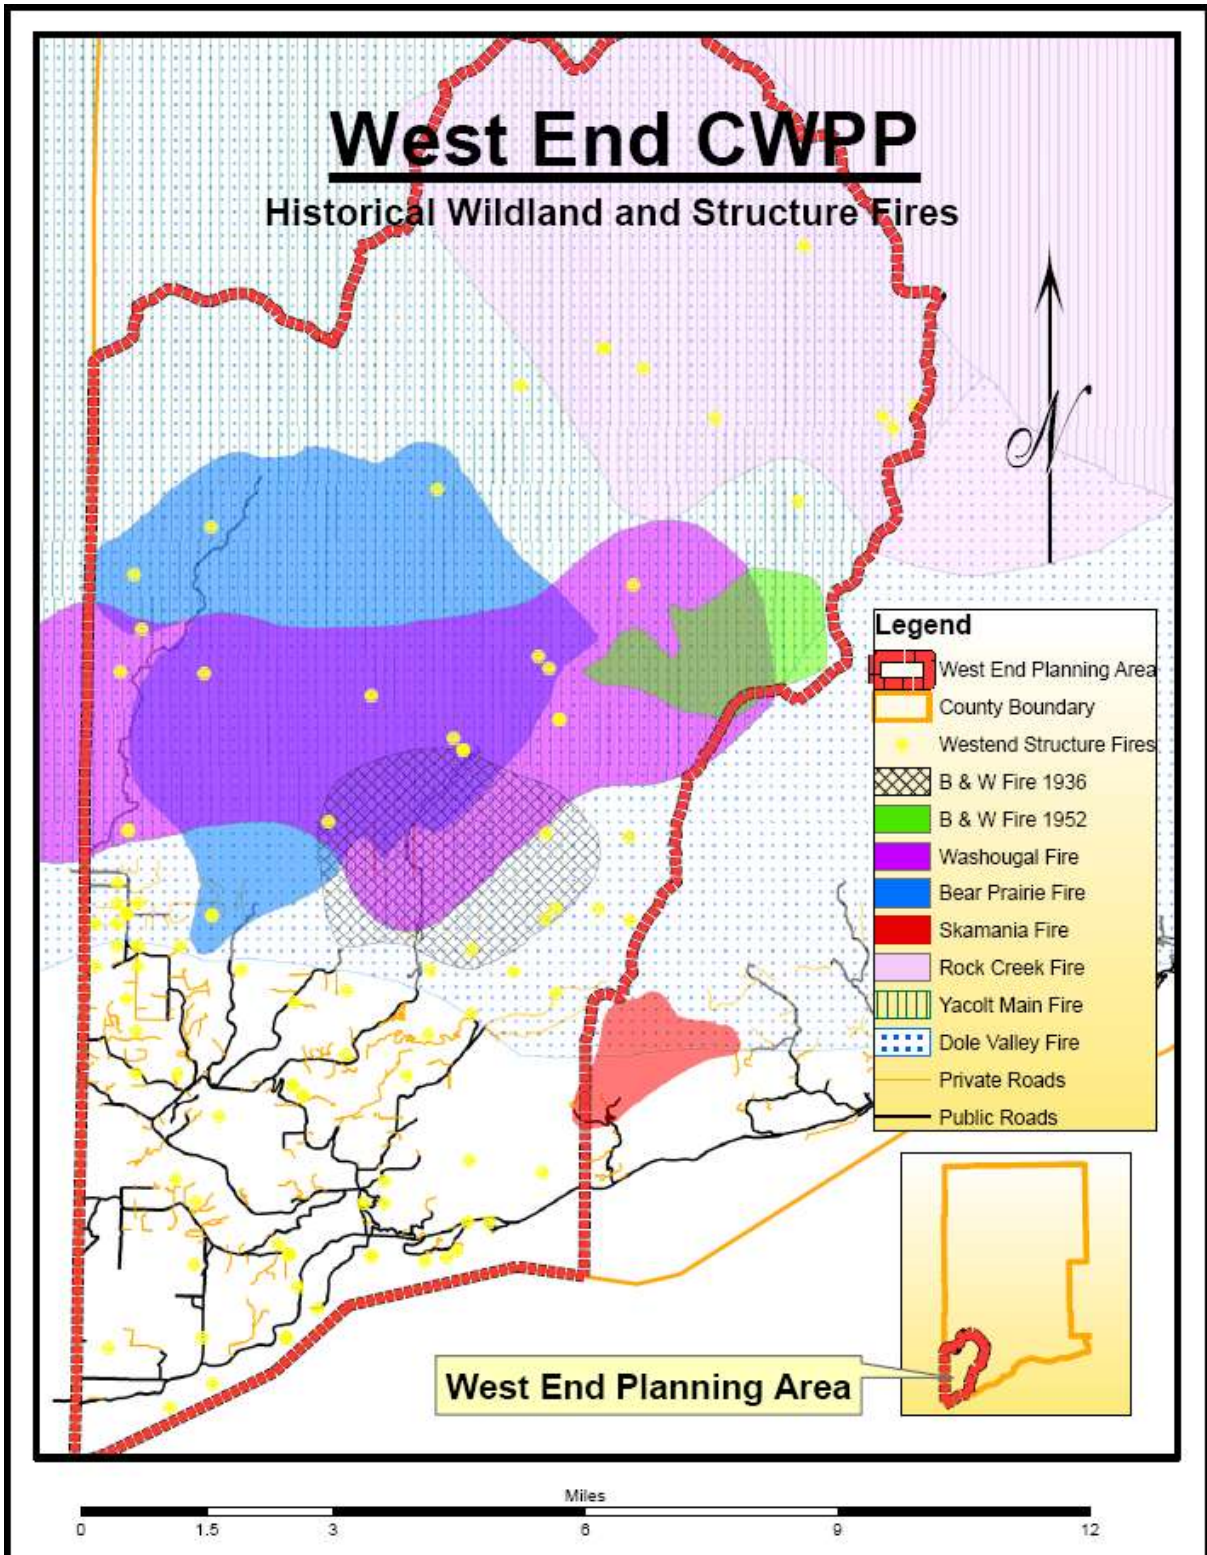 West End CWPP
Historical Wildland and Structure Fires
N
Legend
West End Planning Area
County Boundary
Westend Structure Fires
B & W Fire 1936
B & W Fire 1952
Washougal Fire
Bear Prairie Fire
Skamania Fire
Rock Creek Fire
Yacolt Main Fire
Dole Valley Fire
Private Roads
Public Roads
West End Planning Area
Miles
0 1.5 3 6 9 12